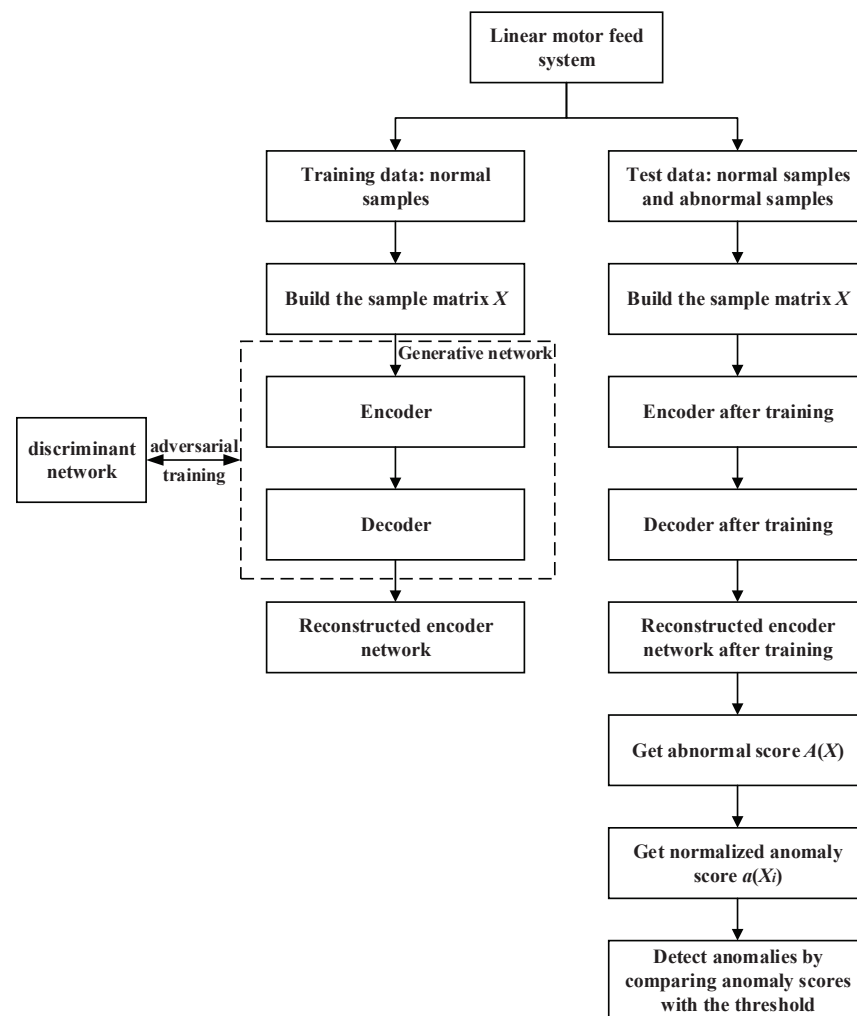 Linear motor feed
system
Training data: normal
samples
Test data: normal samples
and abnormal samples
Build the sample matrix X
Build the sample matrix X
Generative network
Encoder
Encoder after training
discriminant
network
adversarial
training
Decoder
Decoder after training
Reconstructed encoder
network
Reconstructed encoder
network after training
Get abnormal score A(X)
Get normalized anomaly
score a(Xi)
Detect anomalies by
comparing anomaly scores
with the threshold